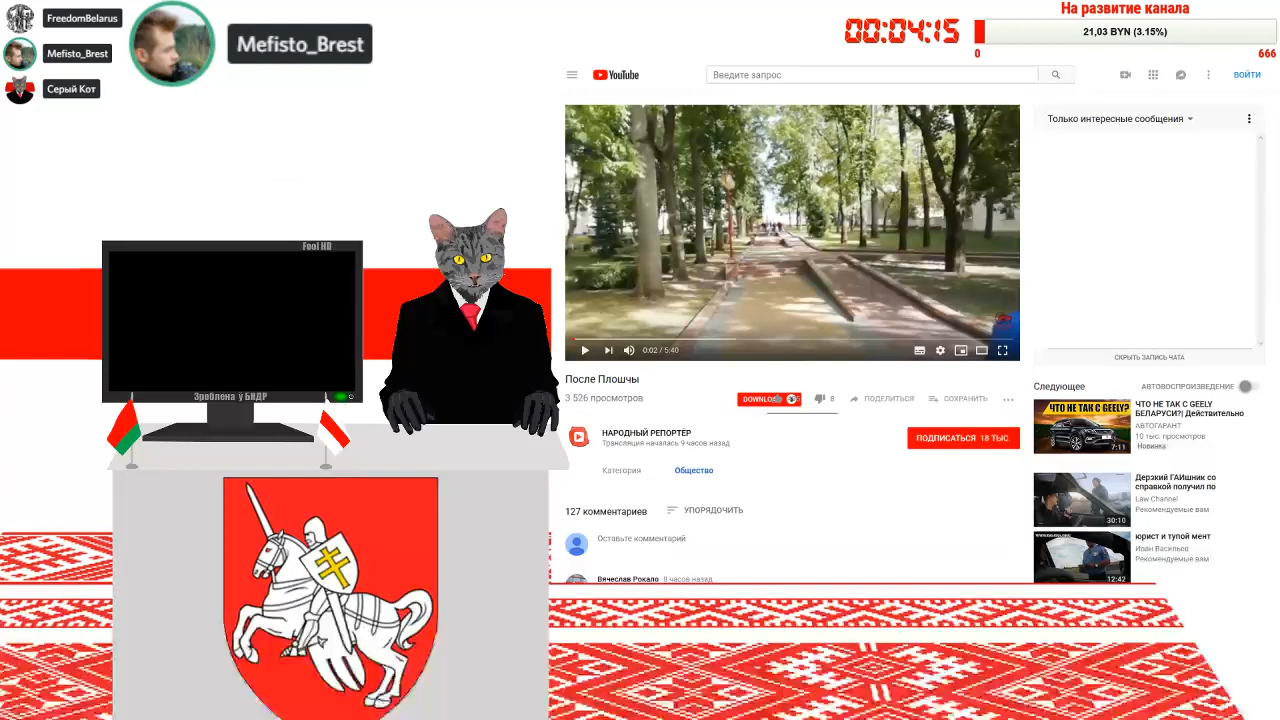 FreedomBelarus
Mefisto_Brest
Серый Кот
Mefisto_Brest
00:04:15
На развитие канала
21,03 BYN (3.15%)
0
666
YouTube
Введите запрос
ВОЙТИ
Только интересные сообщения
СКРЫТЬ ЗАПИСЬ ЧАТА
0:02 / 5:40
После Плошчы
3 526 просмотров
8
ПОДЕЛИТЬСЯ
СОХРАНИТЬ
НАРОДНЫЙ РЕПОРТЁР
Трансляция началась 9 часов назад
ПОДПИСАТЬСЯ 18 ТЫС.
Категория
Общество
127 комментариев
УПОРЯДОЧИТЬ
Оставьте комментарий
Вячеслав Рокало 8 часов назад
Следующее
АВТОВОСПРОИЗВЕДЕНИЕ
ЧТО НЕ ТАК С GEELY?
7:11
ЧТО НЕ ТАК С GEELY
БЕЛАРУСИ?| Действительно
АВТОГАРАНТ
10 тыс. просмотров
Новинка
30:10
Дерзкий ГАИшник со
справкой получил по
Law Channel
Рекомендуемые вам
12:42
юрист и тупой мент
Иван Васильев
Рекомендуемые вам
Fool HD
Зроблена ў БНДР